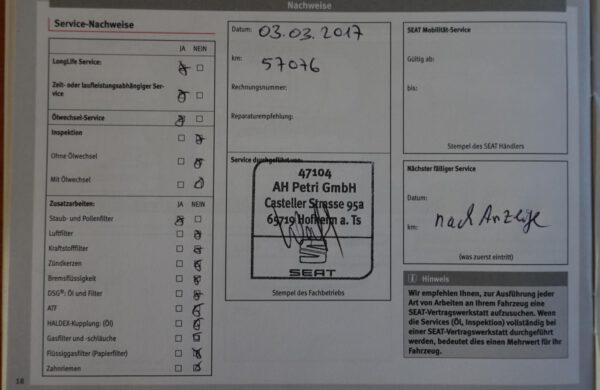 Nachweise
Service-Nachweise
JA NEIN
LongLife Service:
Zeit- oder laufleistungsabhängiger Ser-
vice
Ölwechsel-Service
Inspektion
Ohne Ölwechsel
Mit Ölwechsel
Zusatzarbeiten: JA NEIN
Staub- und Pollenfilter
Luftfilter
Kraftstofffilter
Zündkerzen
Bremsflüssigkeit
DSG®: Öl und Filter
ATF
HALDEX-Kupplung: (Öl)
Gasfilter und -schläuche
Flüssiggasfilter (Papierfilter)
Zahnriemen
18
Datum: 03.03.2017
km: 57076
Rechnungsnummer:
Reparaturempfehlung:
Service durchgeführt von:
47104
AH Petri GmbH
Casteller Strasse 95a
65719 Hofheim a. Ts
SEAT
Stempel des Fachbetriebs
SEAT Mobilität-Service
Gültig ab:
bis:
Stempel des SEAT Händlers
Nächster fälliger Service
Datum:
km: nach Anzeige
(was zuerst eintritt)
Hinweis
Wir empfehlen Ihnen, zur Ausführung jeder
Art von Arbeiten an Ihrem Fahrzeug eine
SEAT-Vertragswerkstatt aufzusuchen. Wenn
die Services (Öl, Inspektion) vollständig bei
einer SEAT-Vertragswerkstatt durchgeführt
werden, bedeutet dies einen Mehrwert für Ihr
Fahrzeug.